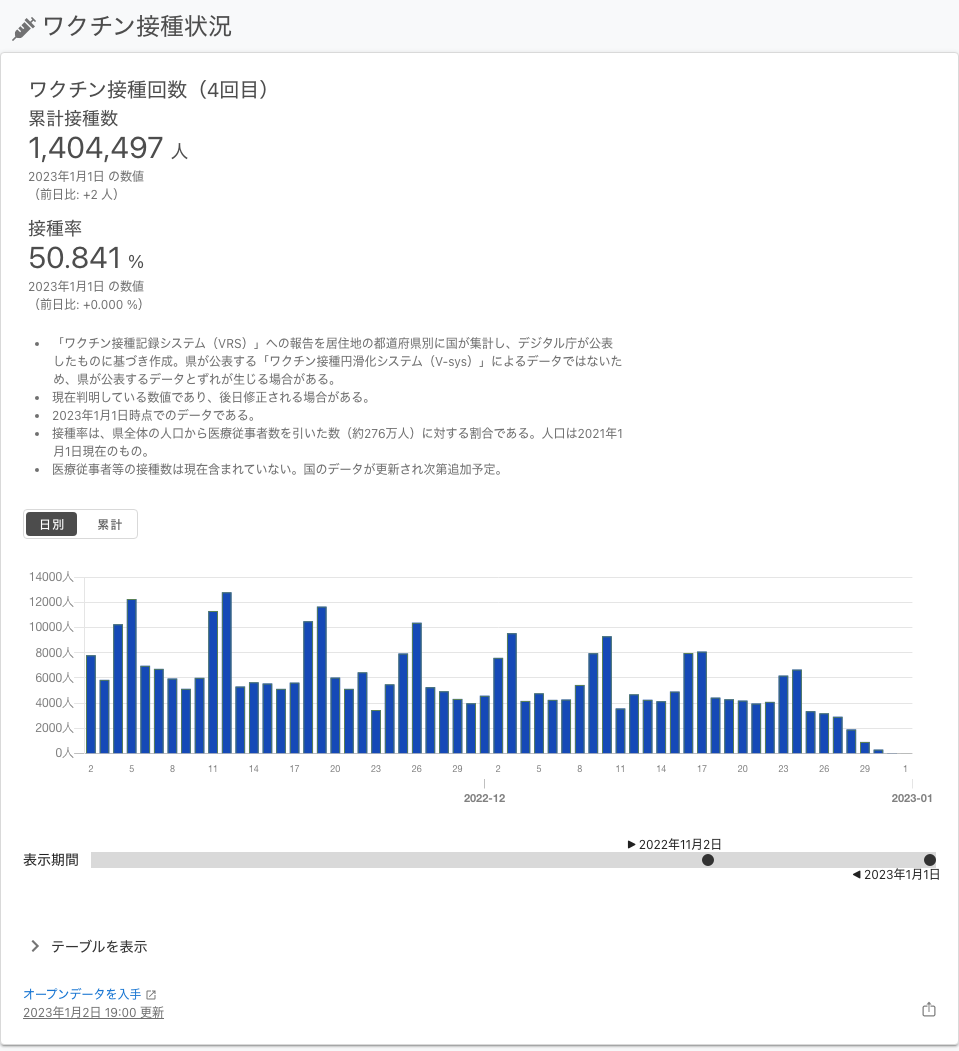 ワクチン接種状況
ワクチン接種回数（4回目）
累計接種数
1,404,497 人
2023年1月1日 の数値
（前日比: +2 人）
接種率
50.841 %
2023年1月1日 の数値
（前日比: +0.000 %）
• 「ワクチン接種記録システム（VRS）」への報告を居住地の都道府県別に国が集計し、デジタル庁が公表
したものに基づき作成。県が公表する「ワクチン接種円滑化システム（V-sys）」によるデータではないた
め、県が公表するデータとずれが生じる場合がある。
• 現在判明している数値であり、後日修正される場合がある。
• 2023年1月1日時点でのデータである。
• 接種率は、県全体の人口から医療従事者数を引いた数（約276万人）に対する割合である。人口は2021年1
月1日現在のもの。
• 医療従事者等の接種数は現在含まれていない。国のデータが更新され次第追加予定。
日別 累計
14000人
12000人
10000人
8000人
6000人
4000人
2000人
0人
2 5 8 11 14 17 20 23 26 29 2 5 8 11 14 17 20 23 26 29 1
2022-12 2023-01
▶ 2022年11月2日
表示期間
◀ 2023年1月1日
テーブルを表示
オープンデータを入手
2023年1月2日 19:00 更新